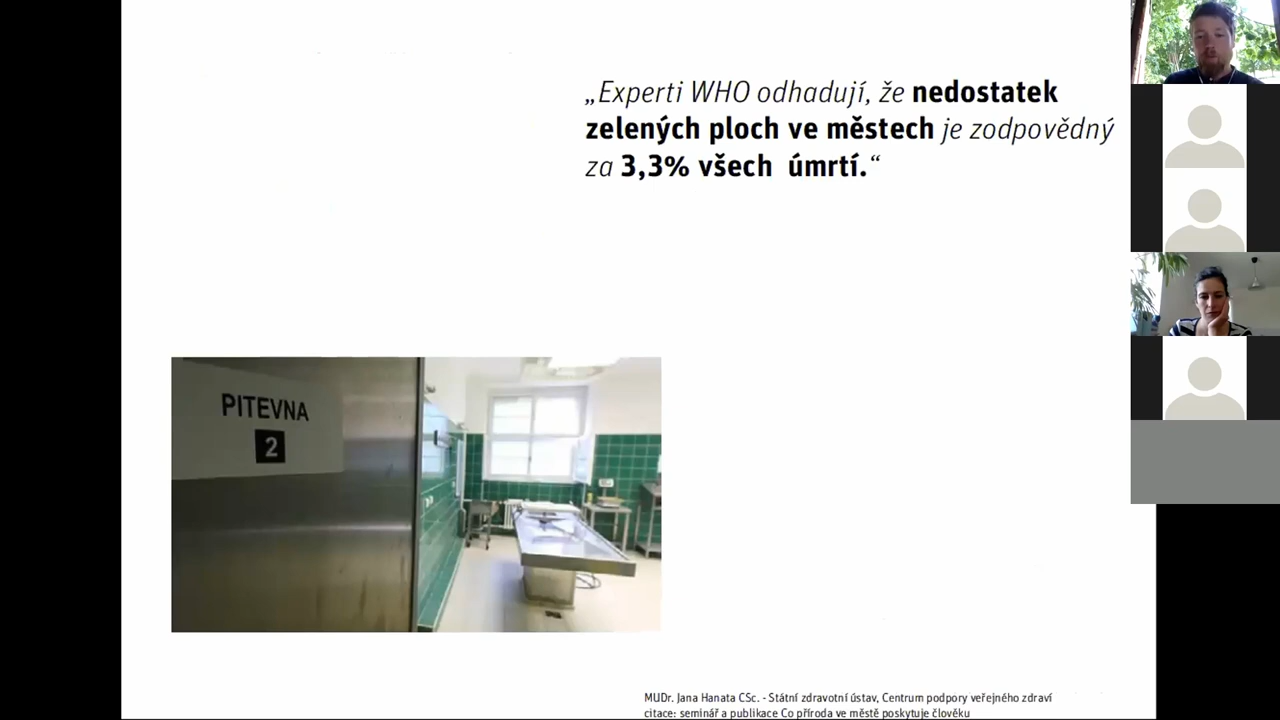 „Experti WHO odhadují, že nedostatek
zelených ploch ve městech je zodpovědný
za 3,3% všech úmrtí.“
PITEVNA
2
MUDr. Jana Hanata CSc. - Státní zdravotní ústav, Centrum podpory veřejného zdraví
citace: seminář a publikace Co příroda ve městě poskytuje člověku